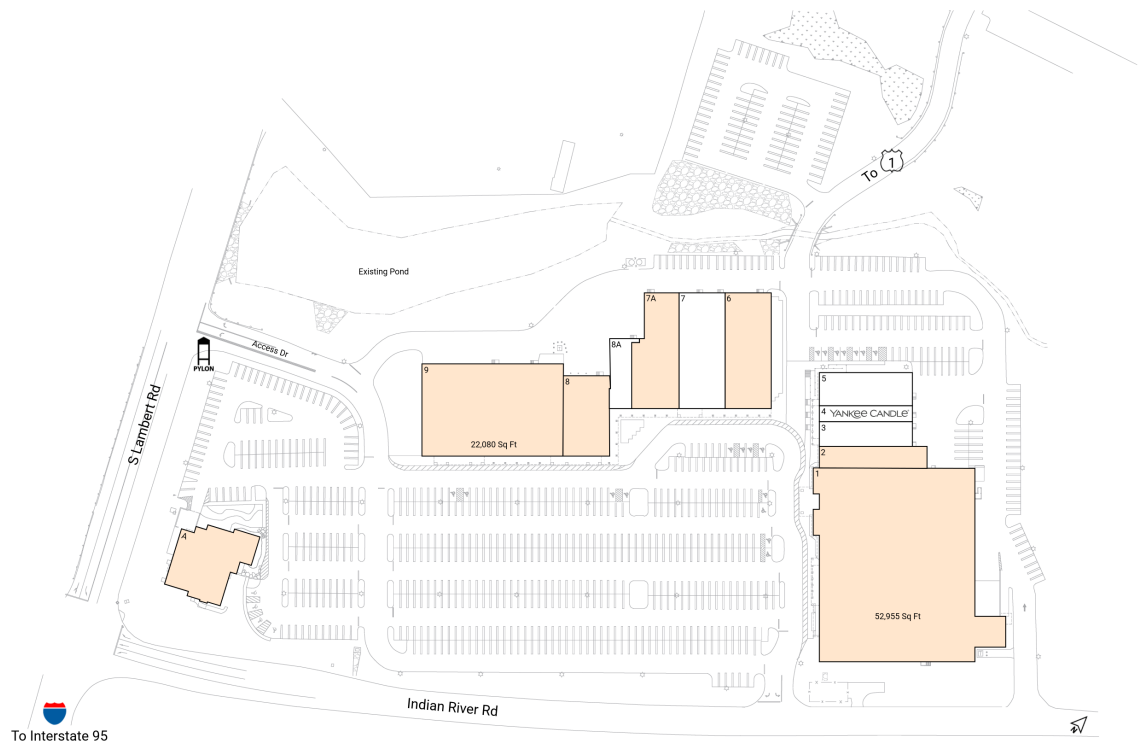 To
1
Existing Pond
7A
7
6
8A
Access Dr
PYLON
9
8
5
4
YANKEE CANDLE
3
2
1
S Lambert Rd
22,080 Sq Ft
A
52,955 Sq Ft
Indian River Rd
To Interstate 95